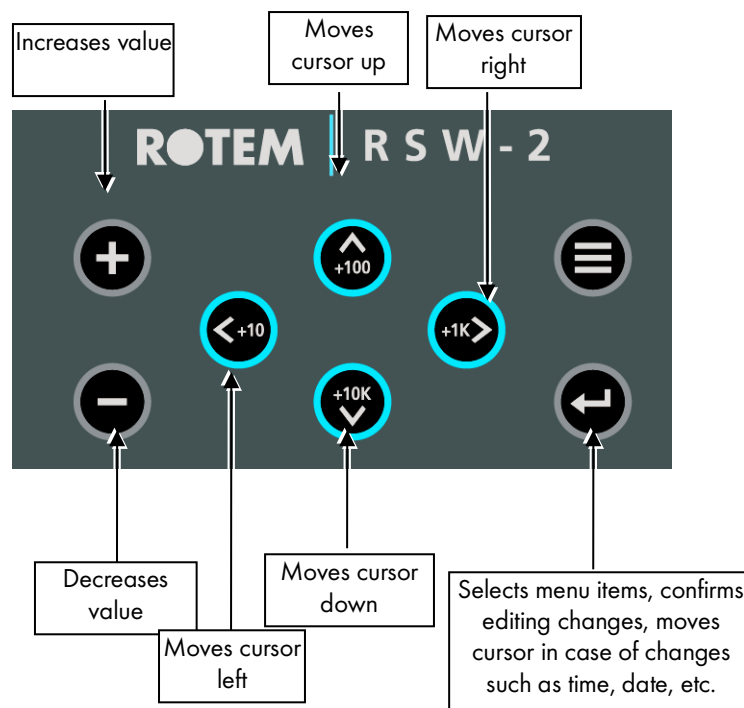 Increases value
Moves
cursor up
Moves cursor
right
ROTEM RSW-2
+100
+10
+1K
+10K
Decreases
value
Moves cursor
left
Moves cursor
down
Selects menu items, confirms
editing changes, moves
cursor in case of changes
such as time, date, etc.